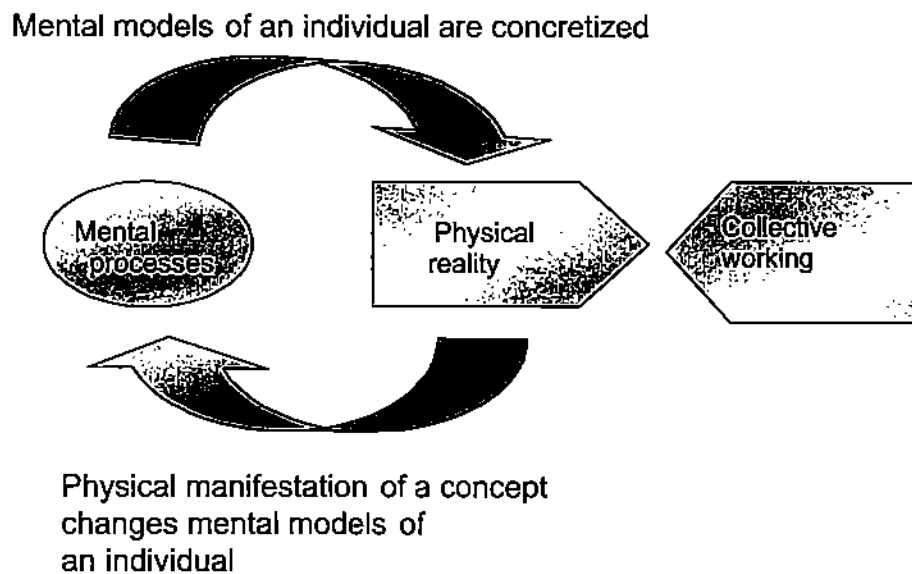 Mental models of an individual are concretized
Mental
processes
Physical
reality
Collective
working
Physical manifestation of a concept
changes mental models of
an individual